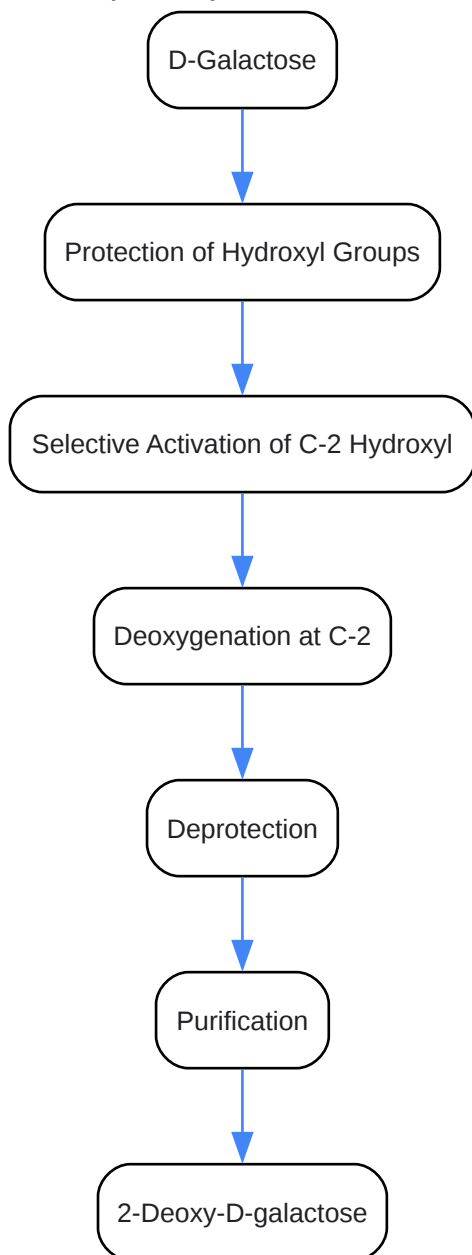 D-Galactose
Protection of Hydroxyl Groups
Selective Activation of C-2 Hydroxyl
Deoxygenation at C-2
Deprotection
Purification
2-Deoxy-D-galactose